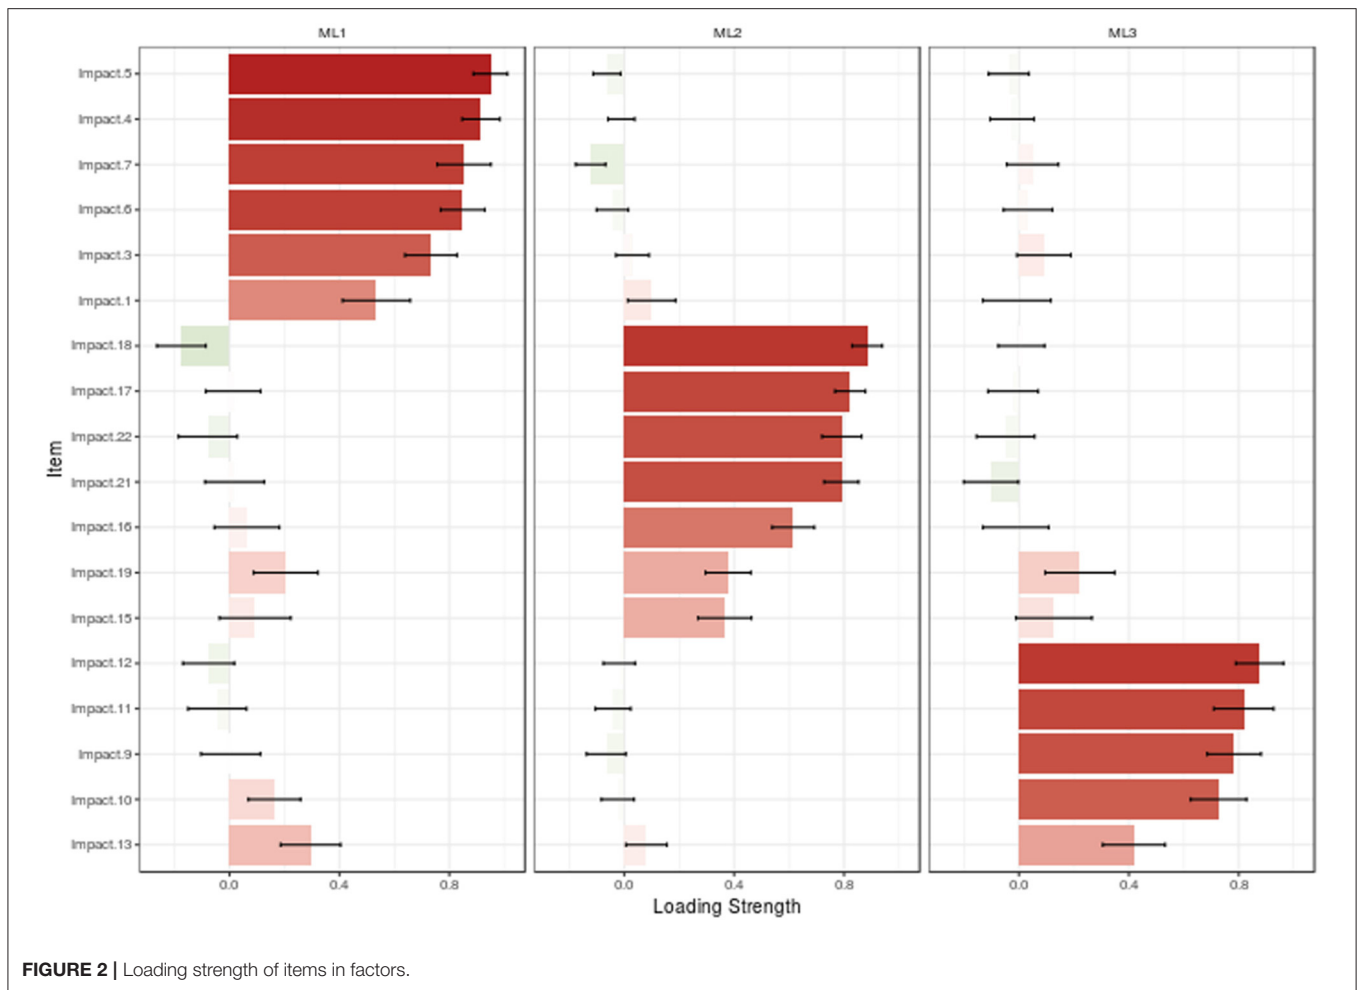 ML1 ML2 ML3
Impact.5
Impact.4
Impact.7
Impact.6
Impact.3
Impact.1
Impact.18
Impact.17
Impact.22
Impact.21
Impact.16
Impact.19
Impact.15
Impact.12
Impact.11
Impact.9
Impact.10
Impact.13
Item
0.0 0.4 0.8 0.0 0.4 0.8 0.0 0.4 0.8
Loading Strength
FIGURE 2 | Loading strength of items in factors.